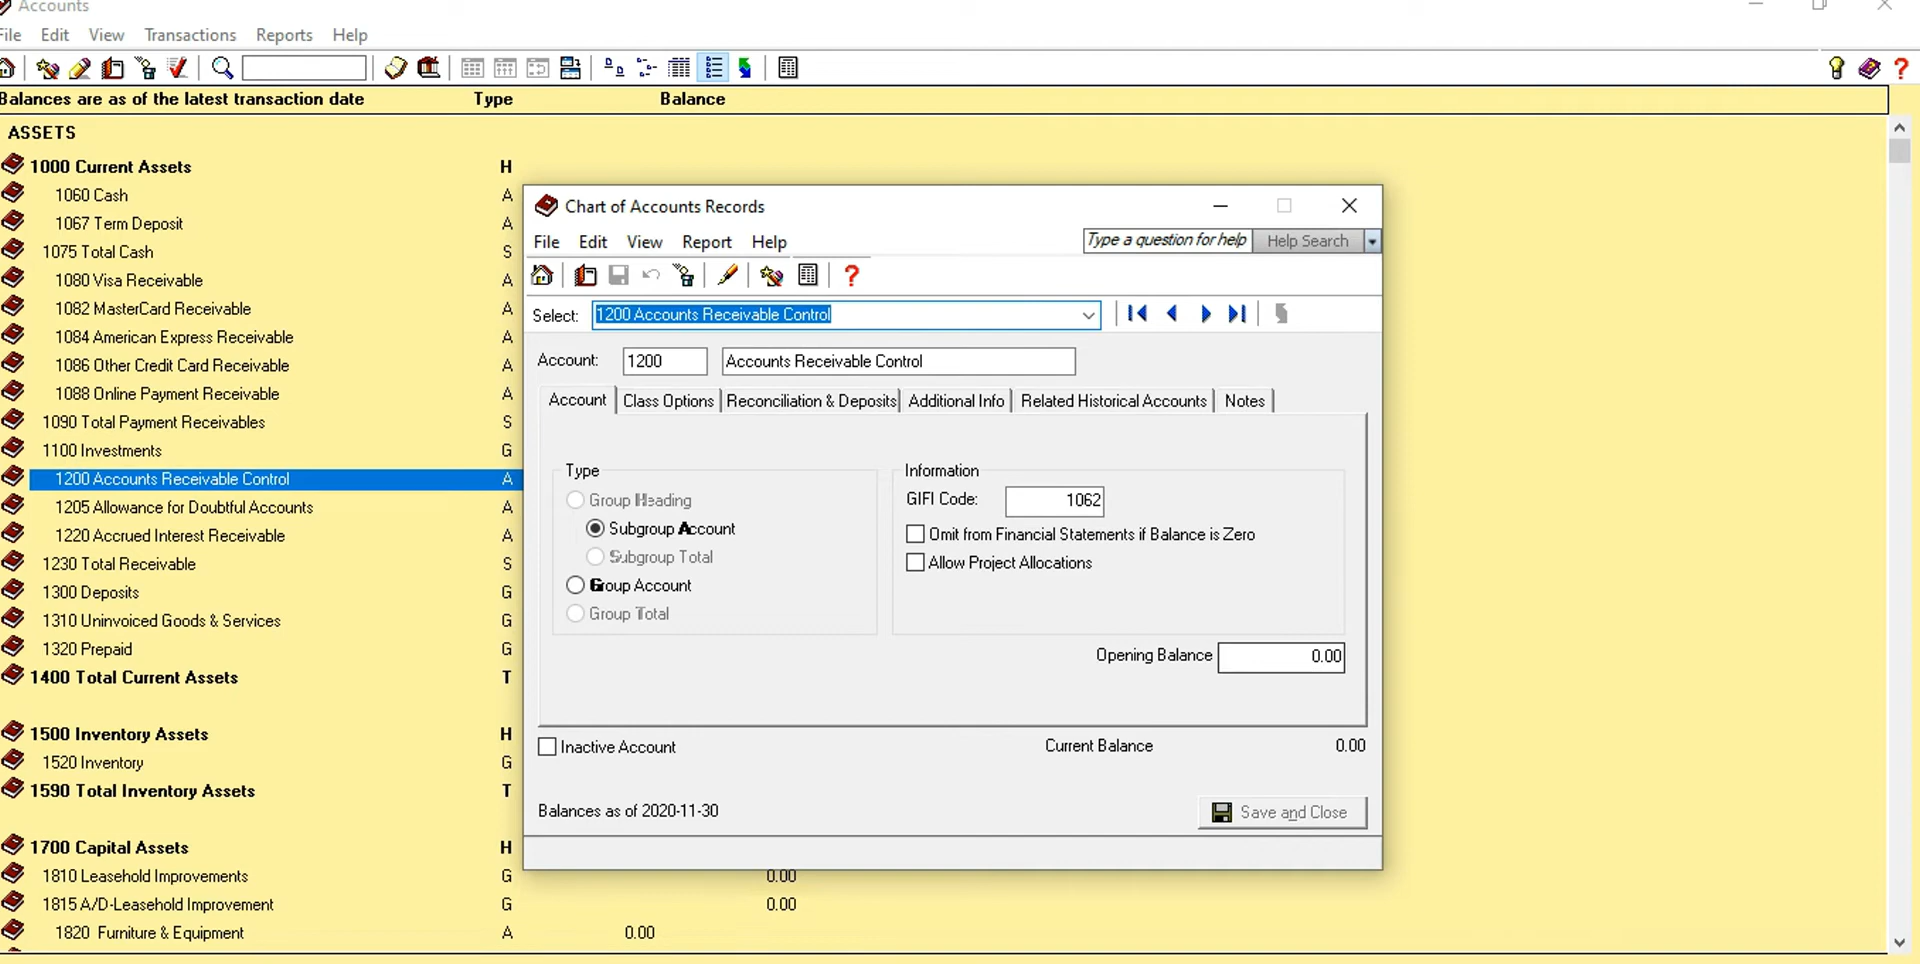 Accounts
File Edit View Transactions Reports Help
Balances are as of the latest transaction date Type Balance
ASSETS
1000 Current Assets H
1060 Cash A
1067 Term Deposit A
1075 Total Cash S
1080 Visa Receivable A
1082 MasterCard Receivable A
1084 American Express Receivable A
1086 Other Credit Card Receivable A
1088 Online Payment Receivable A
1090 Total Payment Receivables S
1100 Investments G
1200 Accounts Receivable Control A
1205 Allowance for Doubtful Accounts A
1220 Accrued Interest Receivable A
1230 Total Receivable S
1300 Deposits G
1310 Uninvoiced Goods & Services G
1320 Prepaid G
1400 Total Current Assets T
1500 Inventory Assets H
1520 Inventory G
1590 Total Inventory Assets T
1700 Capital Assets H
1810 Leasehold Improvements G 0.00
1815 A/D-Leasehold Improvement G 0.00
1820 Furniture & Equipment A 0.00
Chart of Accounts Records
File Edit View Report Help
Type a question for help Help Search
Select: 1200 Accounts Receivable Control
Account: 1200 Accounts Receivable Control
Account Class Options Reconciliation & Deposits Additional Info Related Historical Accounts Notes
Type
Group Heading
Subgroup Account
Subgroup Total
Group Account
Group Total
Information
GIFI Code: 1062
Omit from Financial Statements if Balance is Zero
Allow Project Allocations
Opening Balance 0.00
Inactive Account Current Balance 0.00
Balances as of 2020-11-30 Save and Close